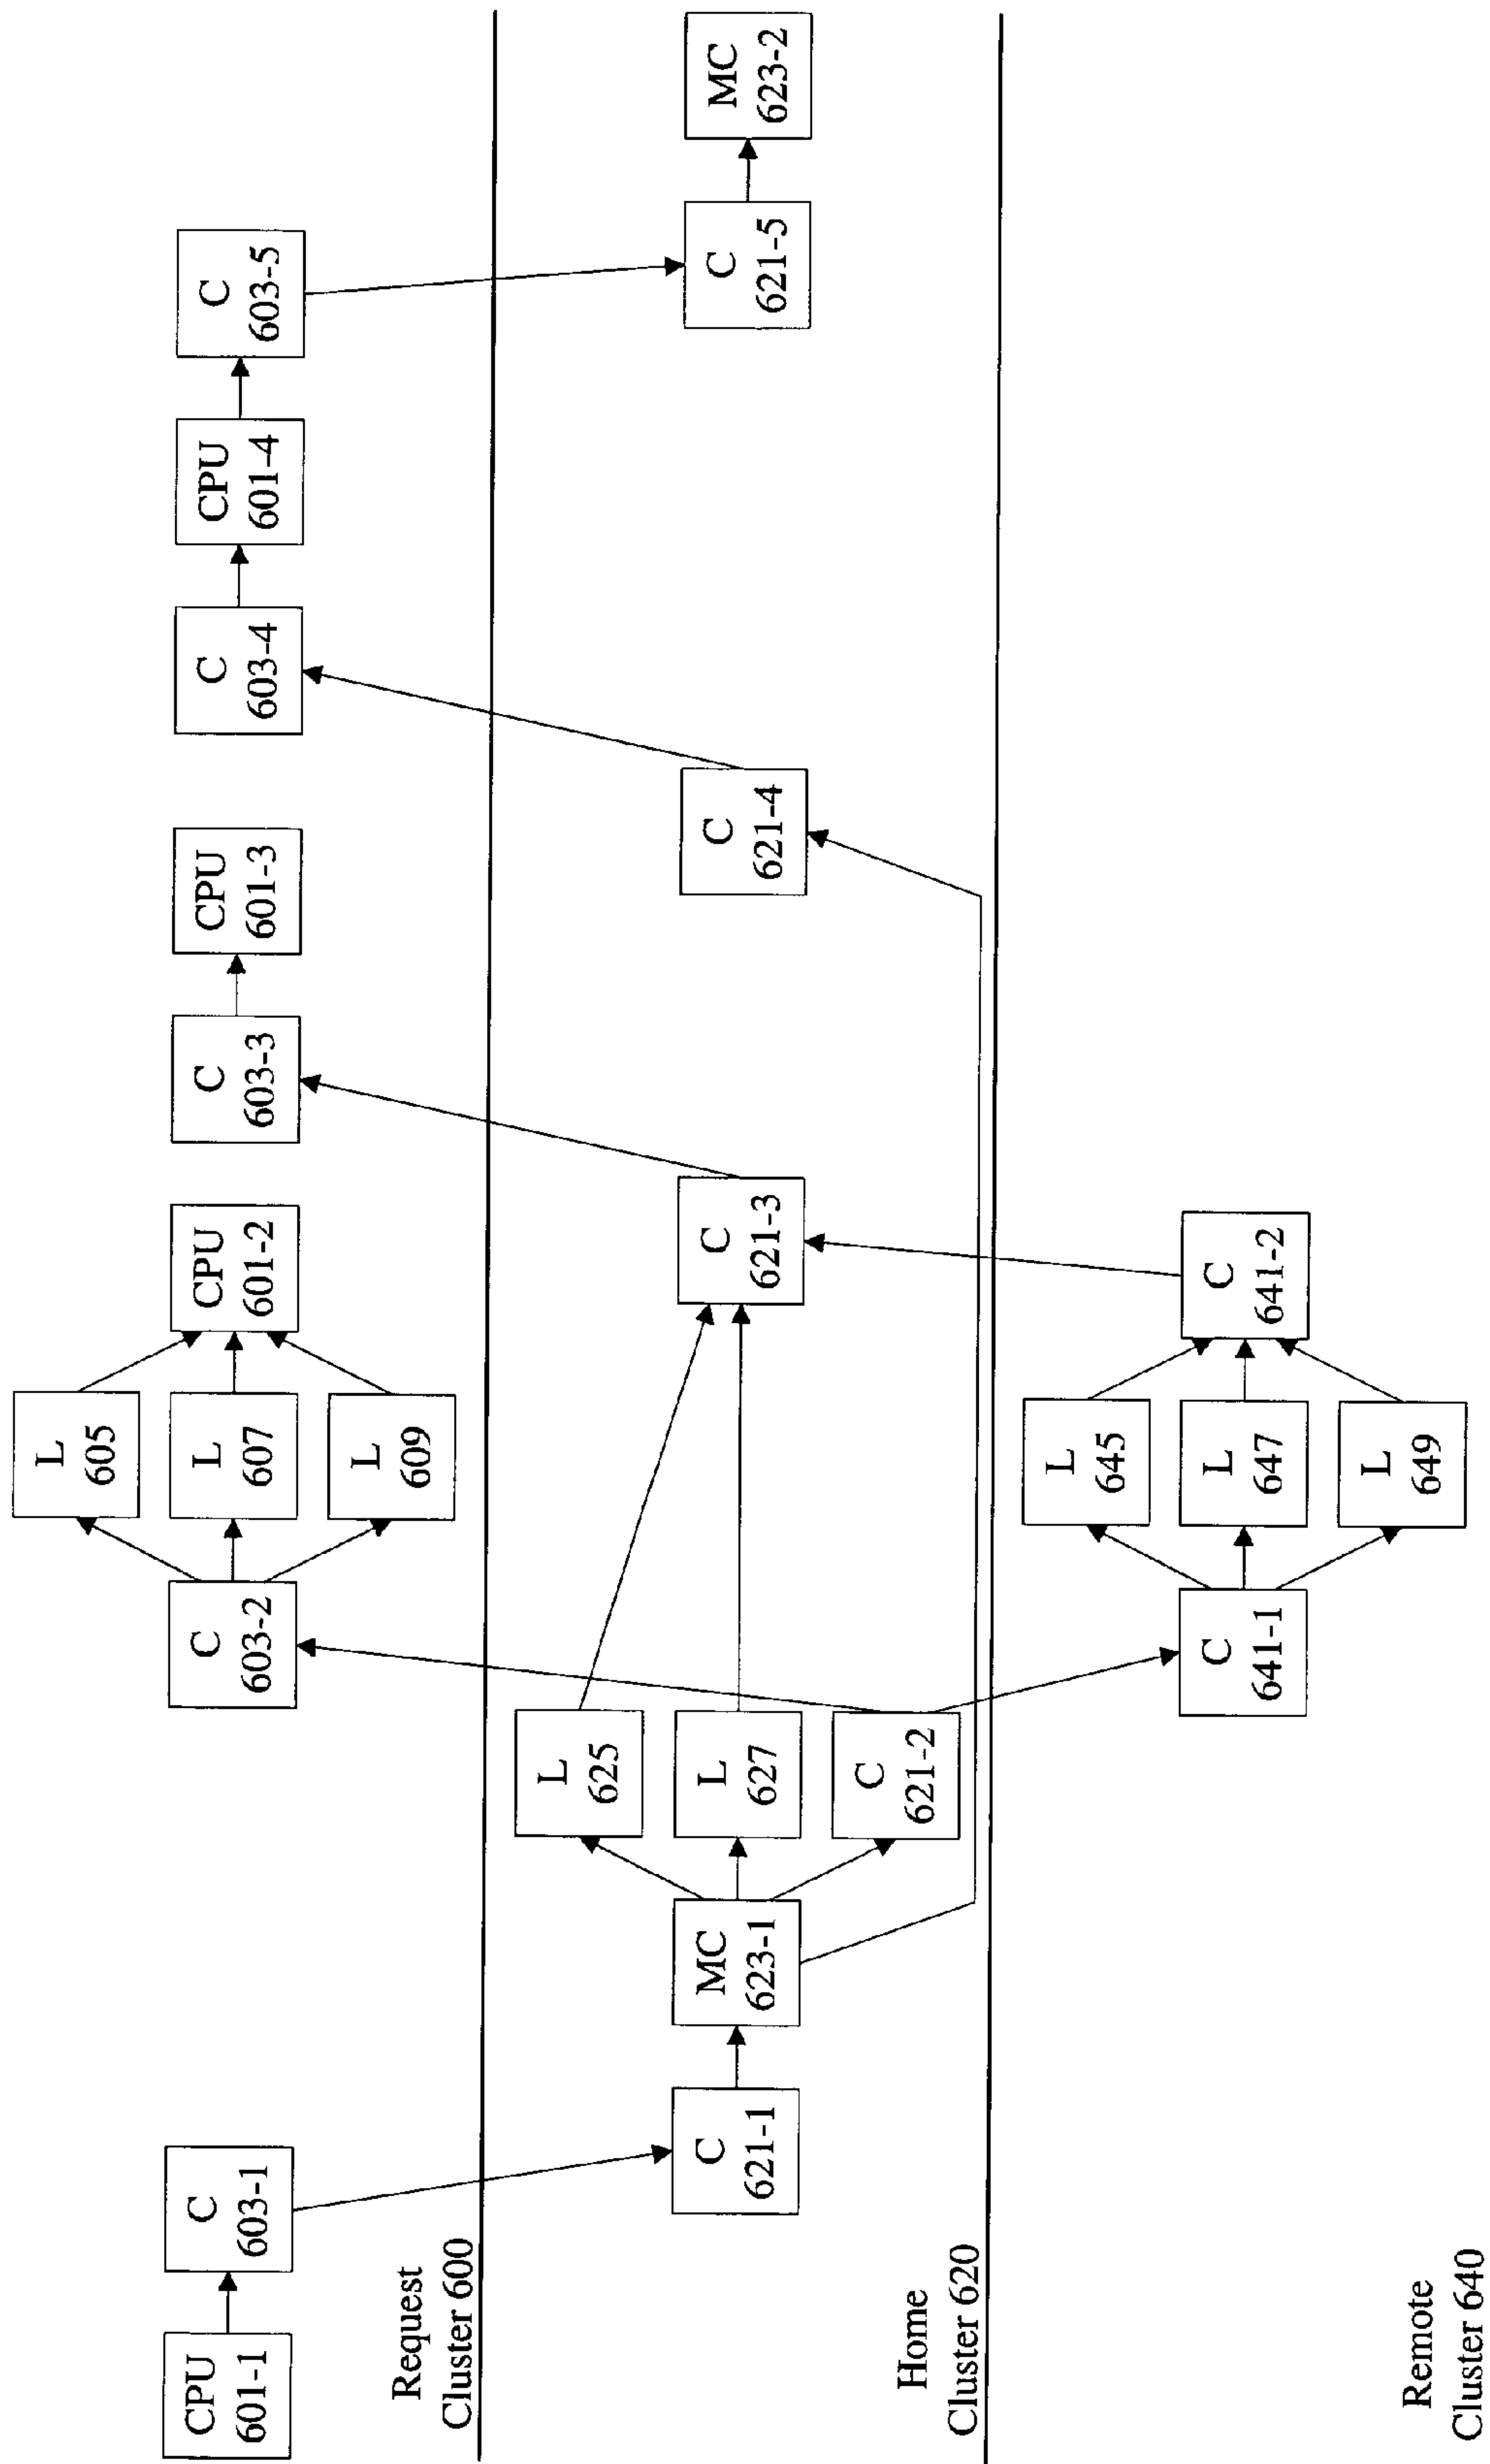 L
605
CPU
601-1
C
603-1
C
603-2
L
607
CPU
601-2
C
603-3
CPU
601-3
C
603-4
CPU
601-4
C
603-5
L
609
Request
Cluster 600
L
625
C
621-1
MC
623-1
L
627
C
621-3
C
621-4
C
621-5
MC
623-2
C
621-2
Home
Cluster 620
L
645
C
641-1
L
647
C
641-2
L
649
Remote
Cluster 640